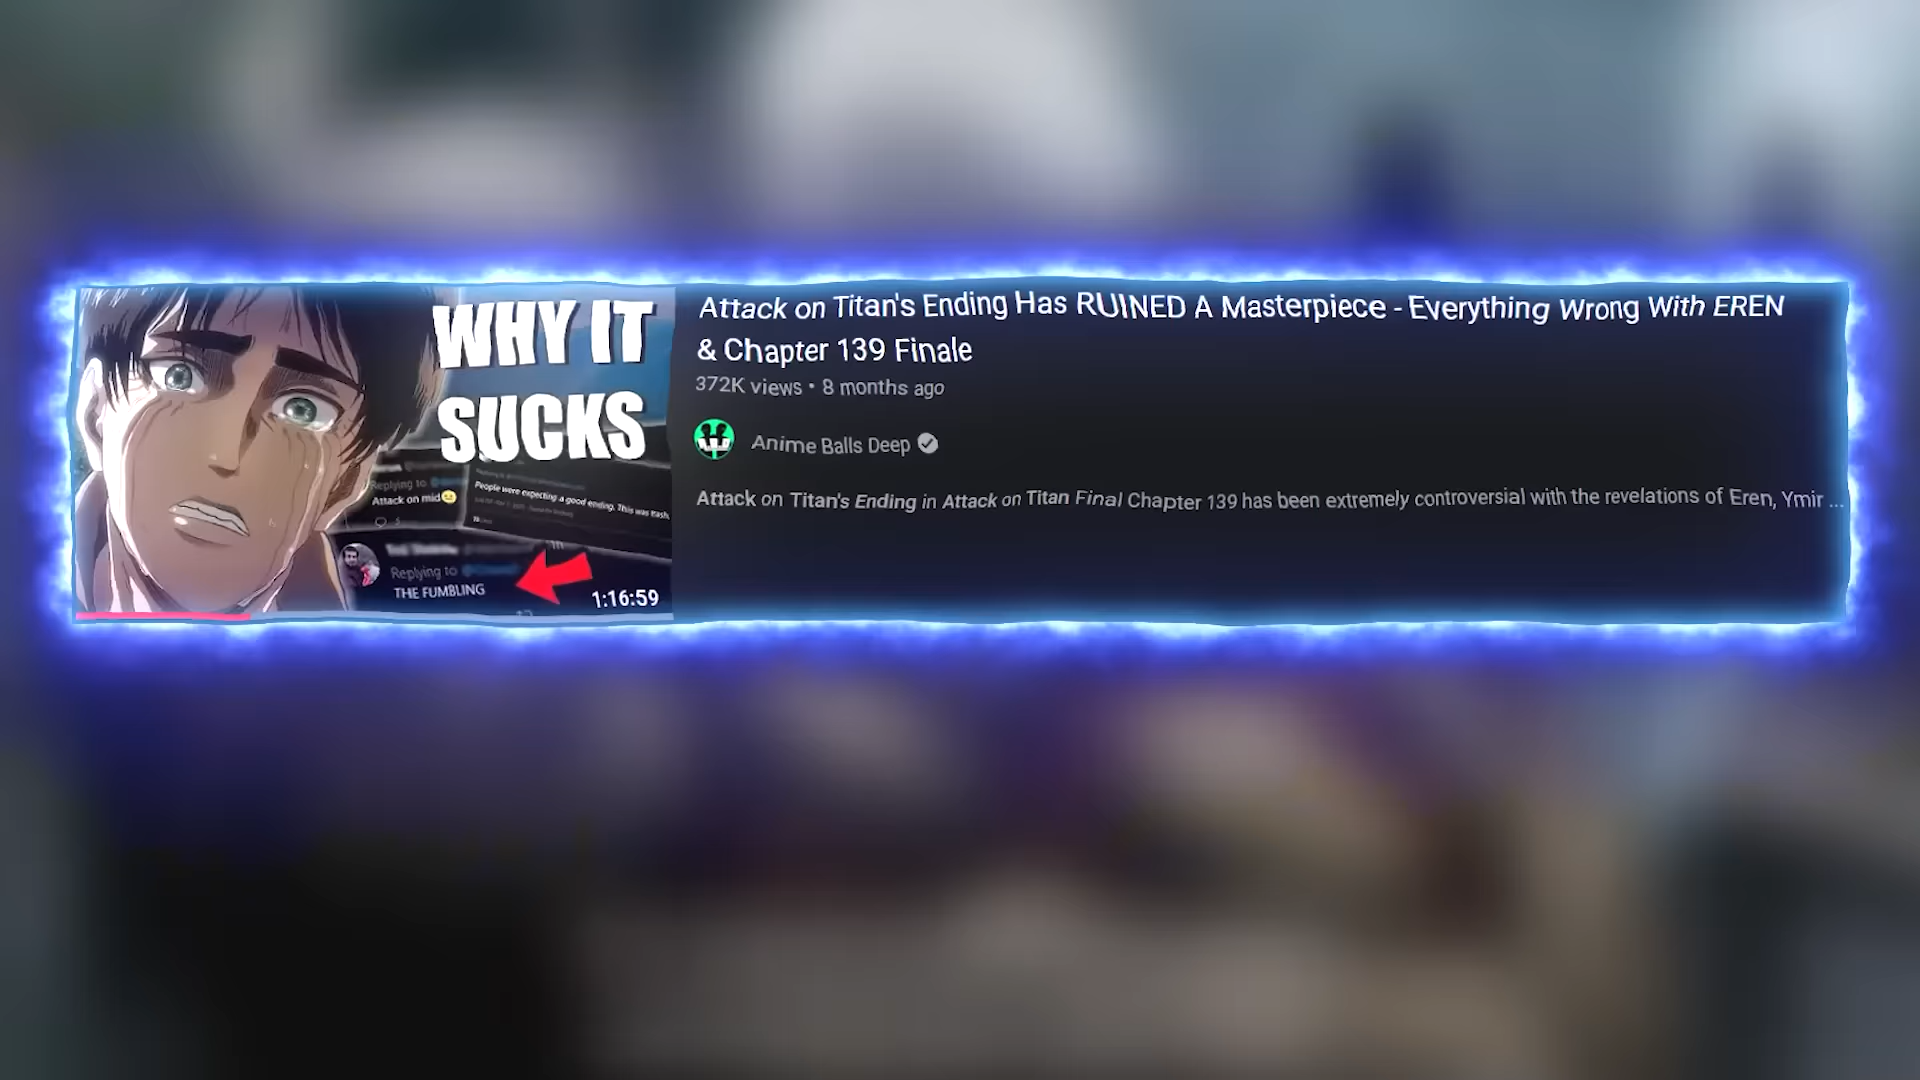 WHY IT
SUCKS
Replying to
Attack on mid😐
5
People were expecting a good ending. This was trash.
Replying to
THE FUMBLING
1:16:59
Attack on Titan's Ending Has RUINED A Masterpiece - Everything Wrong With EREN
& Chapter 139 Finale
372K views • 8 months ago
Anime Balls Deep
Attack on Titan's Ending in Attack on Titan Final Chapter 139 has been extremely controversial with the revelations of Eren, Ymir ...